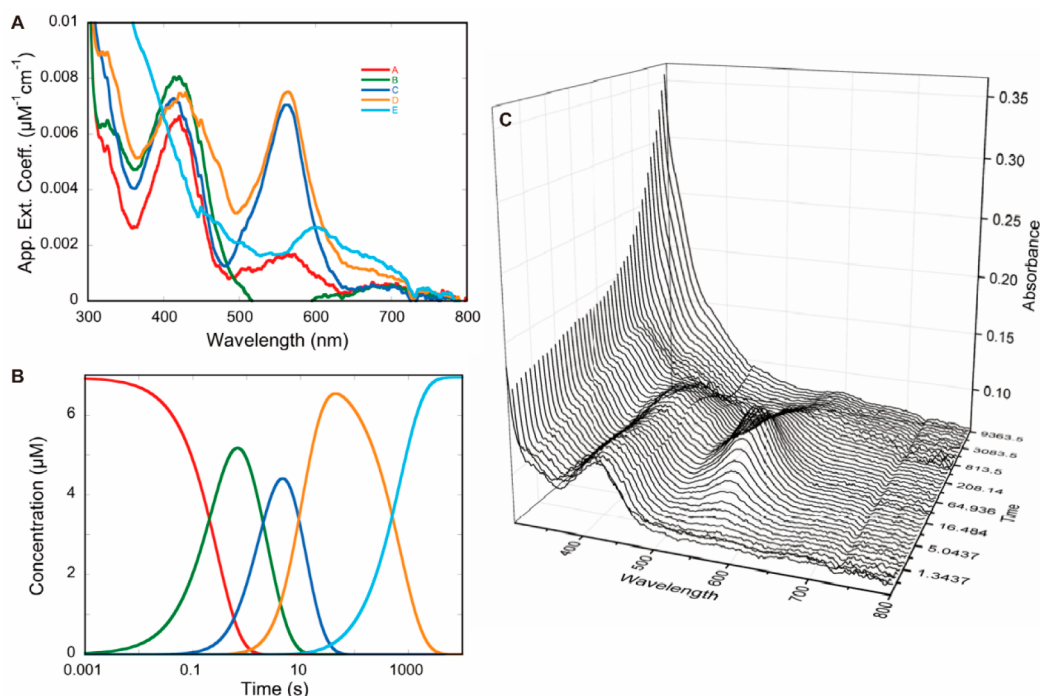 A
0.01
0.008
0.006
0.004
0.002
0
App. Ext. Coeff. (µM⁻¹ cm⁻¹)
A
B
C
D
E
300 400 500 600 700 800
Wavelength (nm)
B
6
4
2
0
Concentration (µM)
0.001 0.1 10 1000
Time (s)
C
0.35
0.30
0.25
0.20
0.15
0.10
Absorbance
9363.5
3083.5
813.5
208.14
64.936
16.484
5.0437
1.3437
Time
400
500
600
700
800
Wavelength